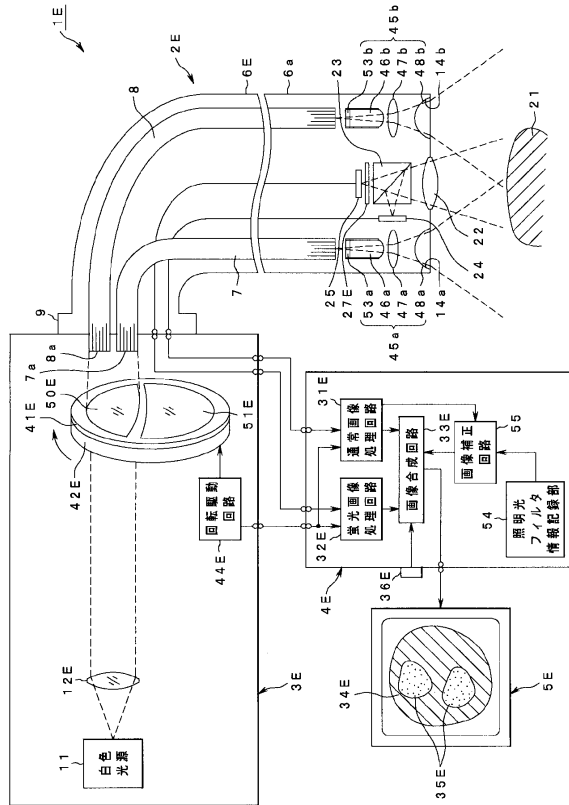 1E
2E
6E
6a
8
23
53b
46b
45b
47b
48b
14b
21
9
8a
7a
50E
41E
42E
51E
7
25
27E
53a
46a
45a
47a
48a
14a
24
22
12E
11
白色光源
3E
回転駆動回路
44E
通常画像処理回路
31E
蛍光画像処理回路
32E
画像合成回路
33E
画像補正回路
55
照明光フィルタ情報記録部
54
4E
36E
34E
35E
5E